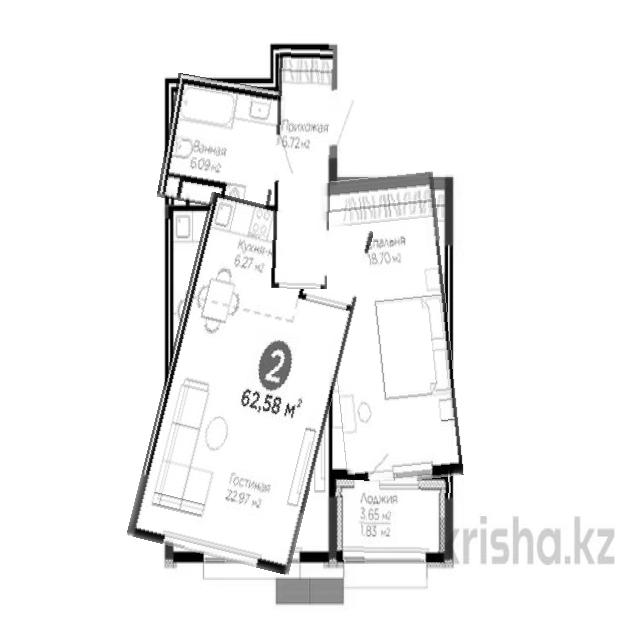 Прихожая
6.72 м2
Ванная
6.09 м2
Кухня-н
6.27 м2
пальня
18.70 м2
2
62,58 м²
Гостиная
22.97 м2
Лоджия
3.65 м2
1.83 м2
krisha.kz